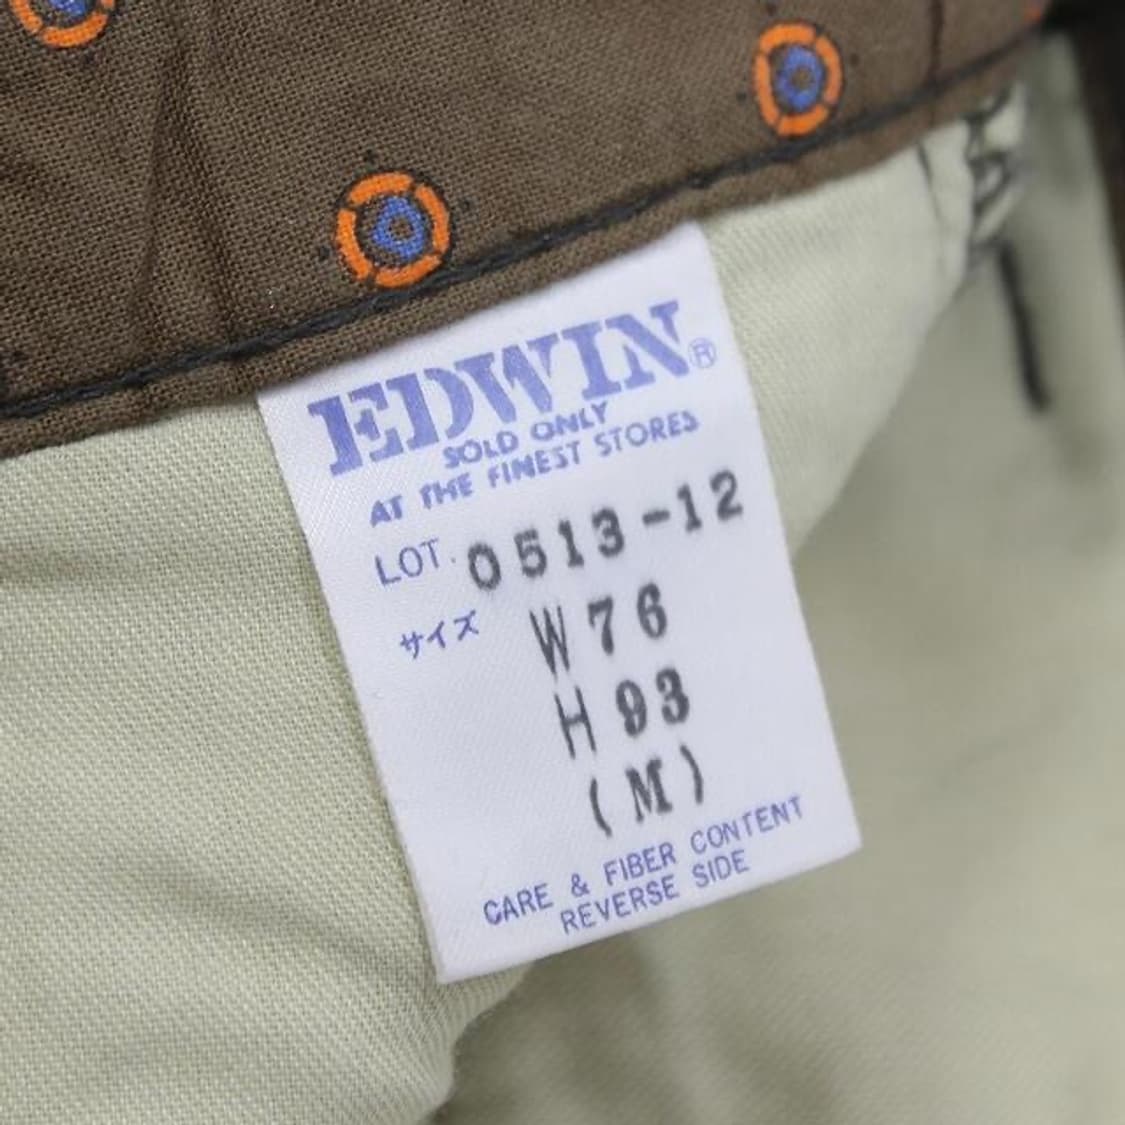 EDWIN®
SOLD ONLY
AT THE FINEST STORES
LOT. 0513-12
サイズ W76
H93
(M)
CARE & FIBER CONTENT
REVERSE SIDE